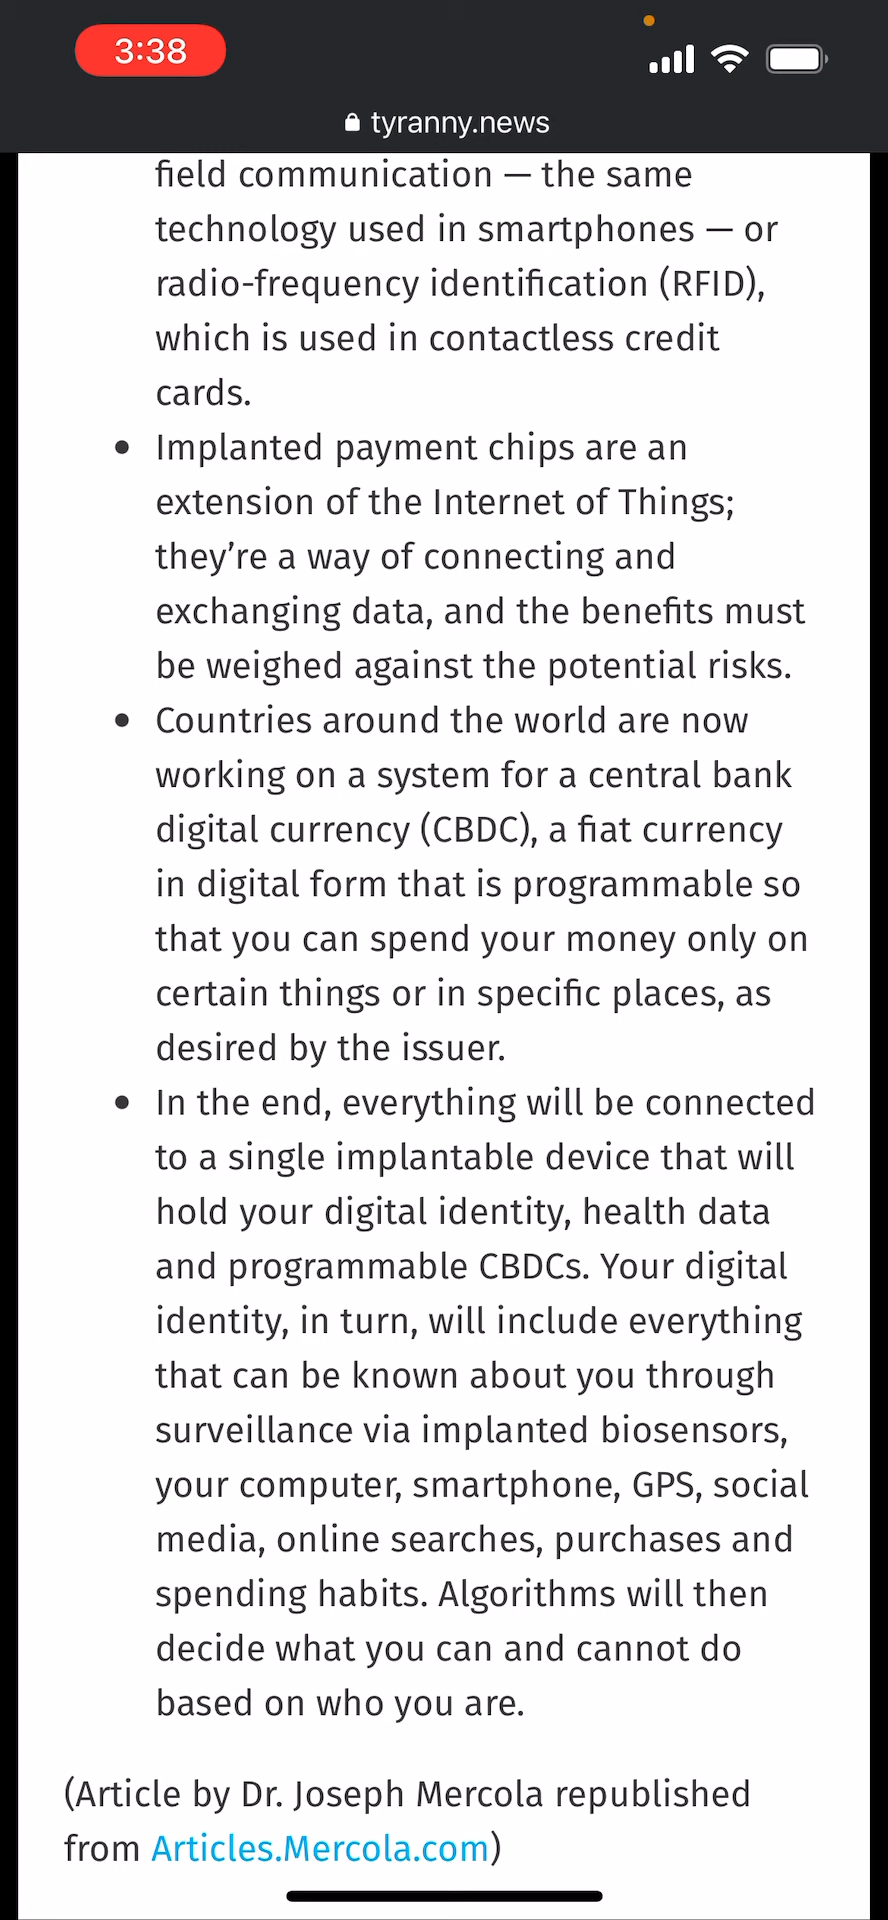 3:38
tyranny.news
field communication — the same
technology used in smartphones — or
radio-frequency identification (RFID),
which is used in contactless credit
cards.
• Implanted payment chips are an
extension of the Internet of Things;
they’re a way of connecting and
exchanging data, and the benefits must
be weighed against the potential risks.
• Countries around the world are now
working on a system for a central bank
digital currency (CBDC), a fiat currency
in digital form that is programmable so
that you can spend your money only on
certain things or in specific places, as
desired by the issuer.
• In the end, everything will be connected
to a single implantable device that will
hold your digital identity, health data
and programmable CBDCs. Your digital
identity, in turn, will include everything
that can be known about you through
surveillance via implanted biosensors,
your computer, smartphone, GPS, social
media, online searches, purchases and
spending habits. Algorithms will then
decide what you can and cannot do
based on who you are.
(Article by Dr. Joseph Mercola republished
from Articles.Mercola.com)